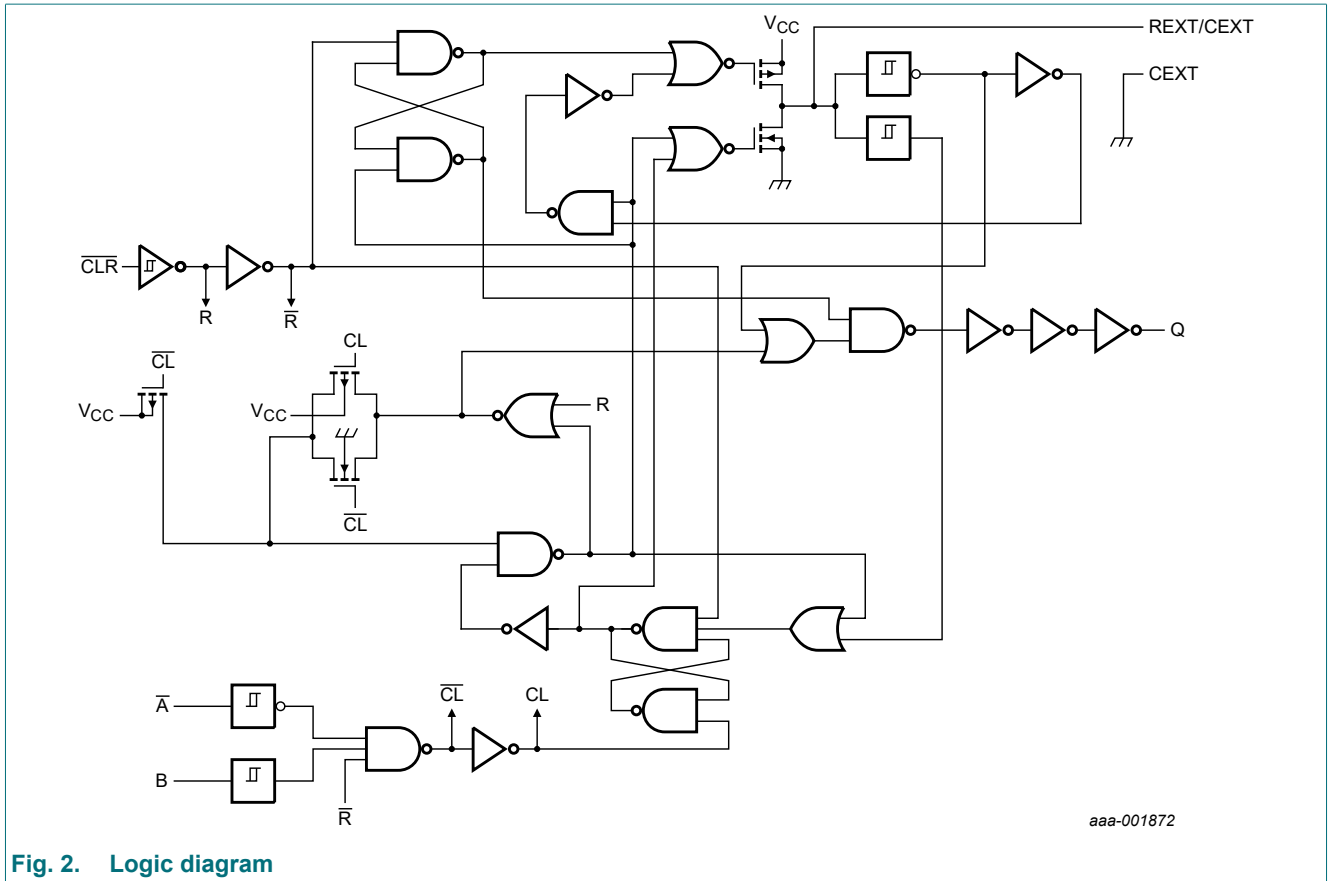 VCC
REXT/CEXT
CEXT
CLR
R
R
Q
CL
CL
VCC
VCC
R
CL
A
CL
CL
B
R
aaa-001872
Fig. 2. Logic diagram